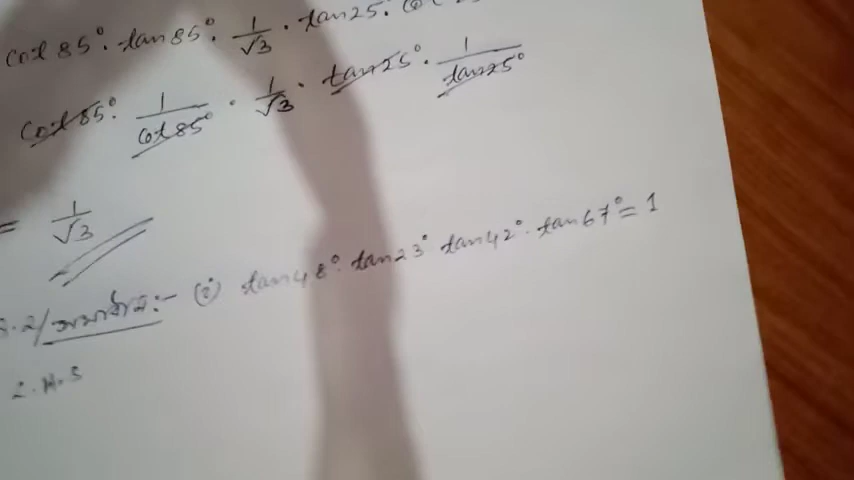 cot 85°. tan 85°. 1/√3 . tan 25.
cot 85°. 1/cot 85° . 1/√3 . tan 25°. 1/tan 25°
= 1/√3
2/ সমাধান:- (i) tan 48°. tan 23° tan 42°. tan 67° = 1
L.H.S